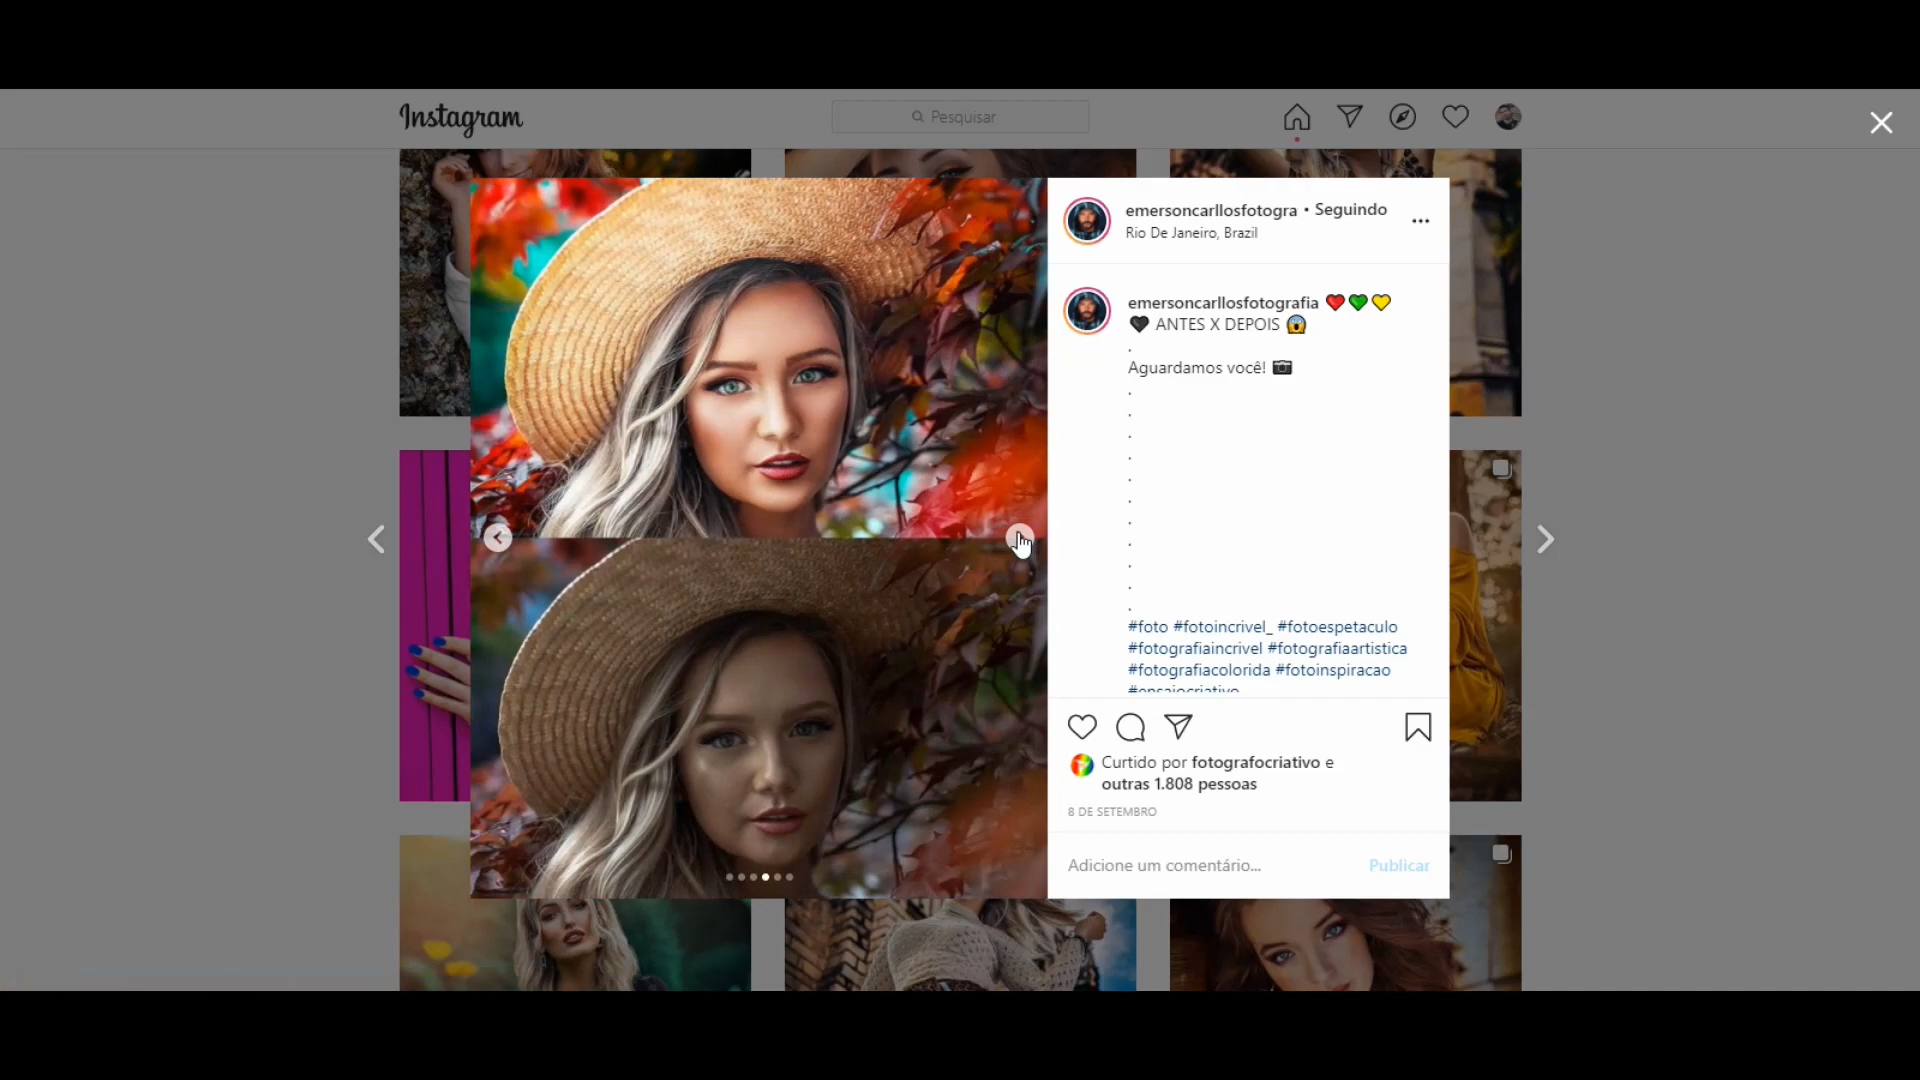 Instagram
Pesquisar
emersoncarllosfotogra • Seguindo
Rio De Janeiro, Brazil
emersoncarllosfotografia ❤️💚💛
🖤 ANTES X DEPOIS 😱
.
Aguardamos você! 📷
.
.
.
.
.
.
.
.
.
.
.
#foto #fotoincrivel_ #fotoespetaculo
#fotografiaincrivel #fotografiaartistica
#fotografiacolorida #fotoinspiracao
#ensaiocriativo
Curtido por fotografocriativo e
outras 1.808 pessoas
8 DE SETEMBRO
Adicione um comentário...
Publicar